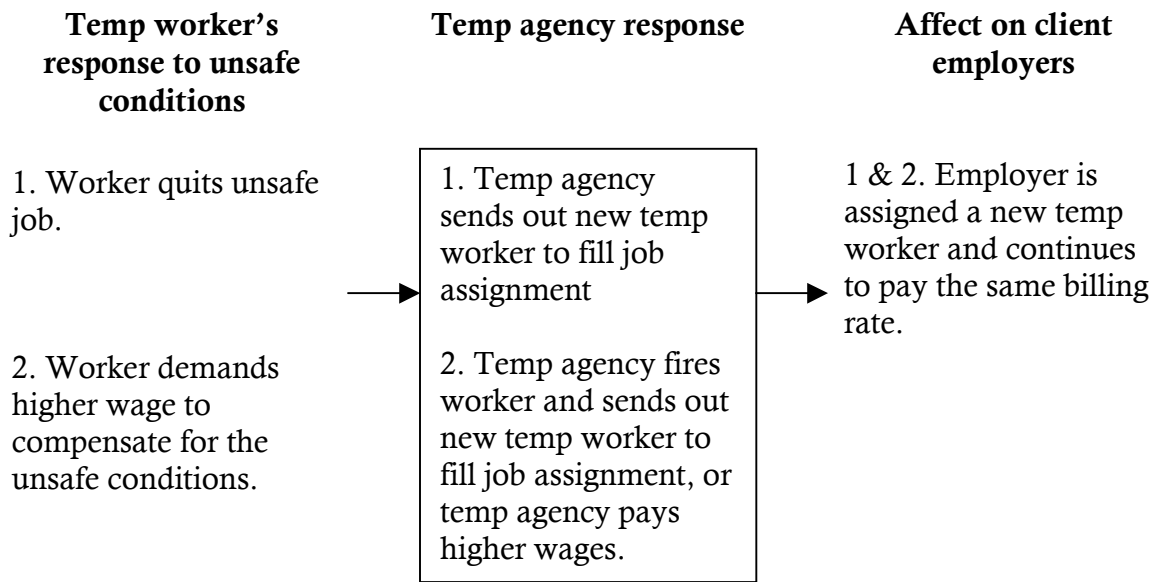 Temp worker’s
response to unsafe
conditions
Temp agency response
Affect on client
employers
1. Worker quits unsafe
job.
2. Worker demands
higher wage to
compensate for the
unsafe conditions.
1. Temp agency
sends out new temp
worker to fill job
assignment
2. Temp agency fires
worker and sends out
new temp worker to
fill job assignment, or
temp agency pays
higher wages.
1 & 2. Employer is
assigned a new temp
worker and continues
to pay the same billing
rate.